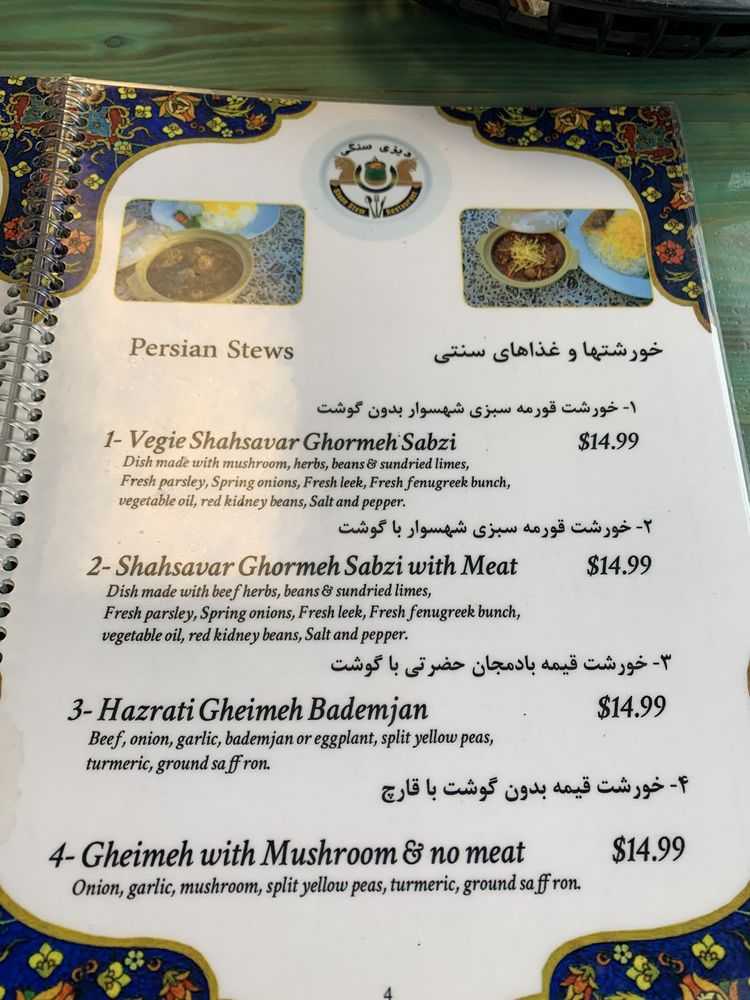 دیزی سنگی
Stone Stew Restaurant
Persian Stews
خورشتها و غذاهای سنتی
۱- خورشت قورمه سبزی شهسوار بدون گوشت
1- Vegie Shahsavar Ghormeh Sabzi $14.99
Dish made with mushroom, herbs, beans & sundried limes,
Fresh parsley, Spring onions, Fresh leek, Fresh fenugreek bunch,
vegetable oil, red kidney beans, Salt and pepper.
۲- خورشت قورمه سبزی شهسوار با گوشت
2- Shahsavar Ghormeh Sabzi with Meat $14.99
Dish made with beef herbs, beans & sundried limes,
Fresh parsley, Spring onions, Fresh leek, Fresh fenugreek bunch,
vegetable oil, red kidney beans, Salt and pepper.
۳- خورشت قیمه بادمجان حضرتی با گوشت
3- Hazrati Gheimeh Bademjan $14.99
Beef, onion, garlic, bademjan or eggplant, split yellow peas,
turmeric, ground saffron.
۴- خورشت قیمه بدون گوشت با قارچ
4- Gheimeh with Mushroom & no meat $14.99
Onion, garlic, mushroom, split yellow peas, turmeric, ground saffron.
4